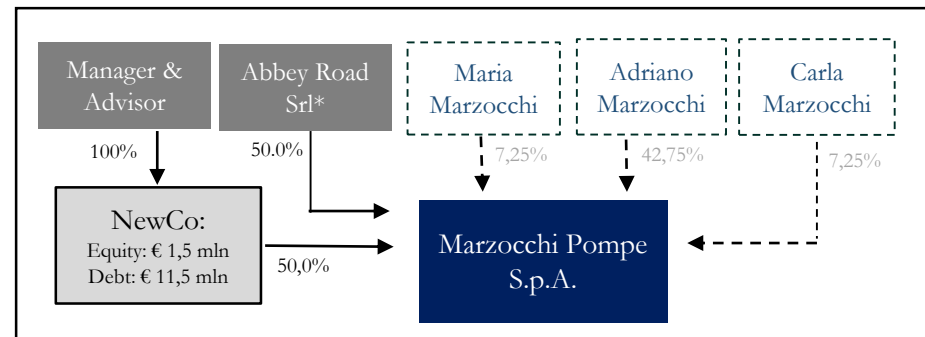 Manager &
Advisor
Abbey Road
Srl*
Maria
Marzocchi
Adriano
Marzocchi
Carla
Marzocchi
100%
50.0%
7,25%
42,75%
7,25%
NewCo:
Equity: € 1,5 mln
Debt: € 11,5 mln
50,0%
Marzocchi Pompe
S.p.A.